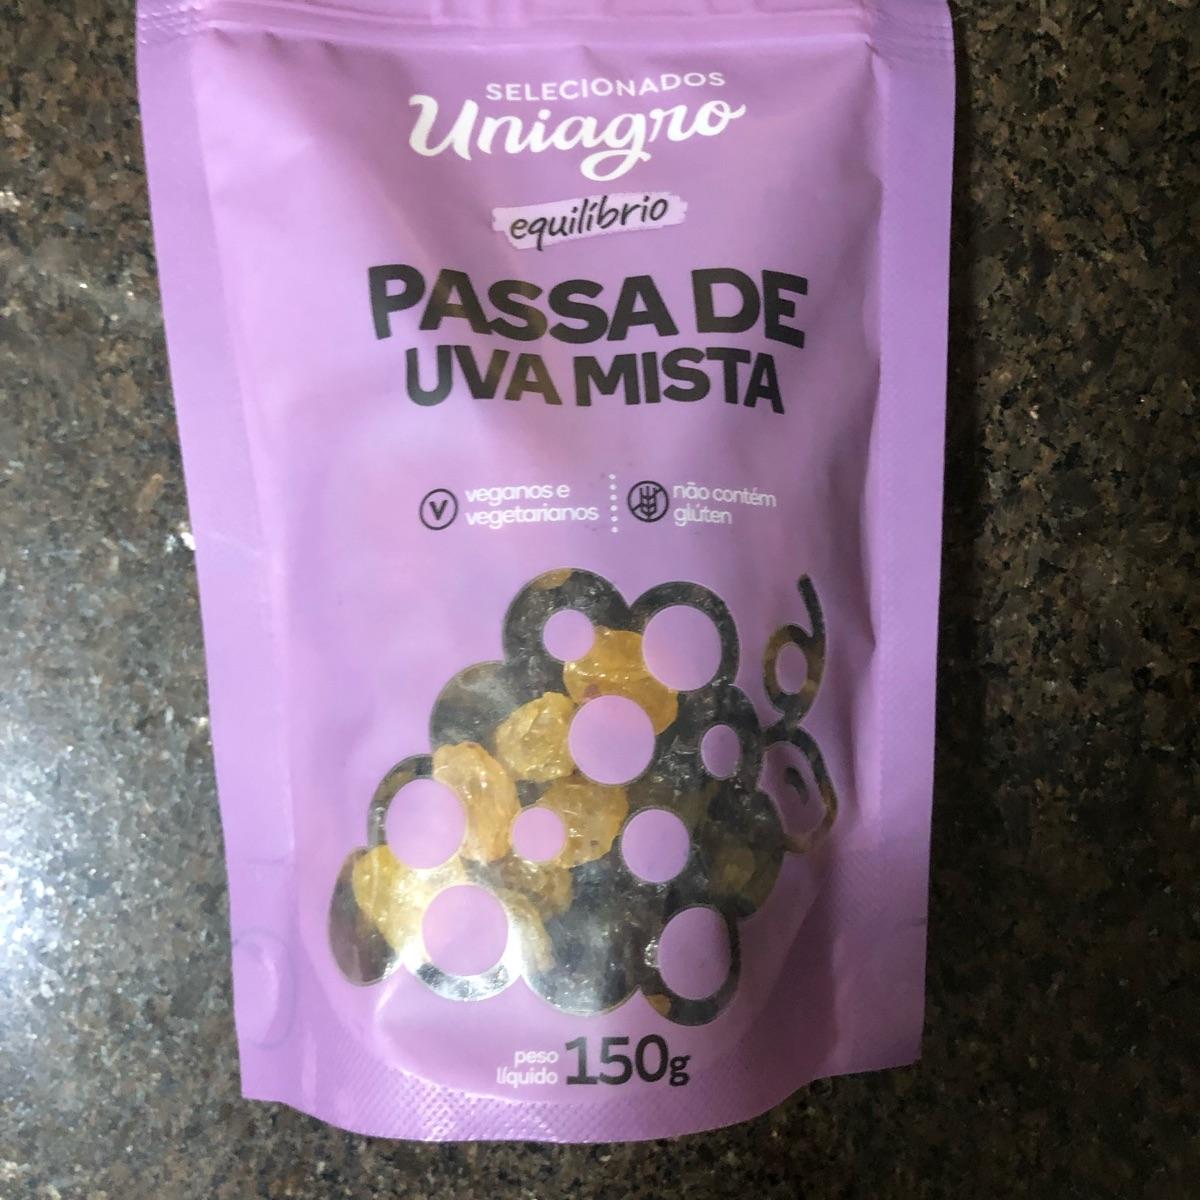 SELECIONADOS
Uniagro
equilíbrio
PASSA DE
UVA MISTA
V
veganos e
vegetarianos
não contém
glúten
peso
líquido
150g